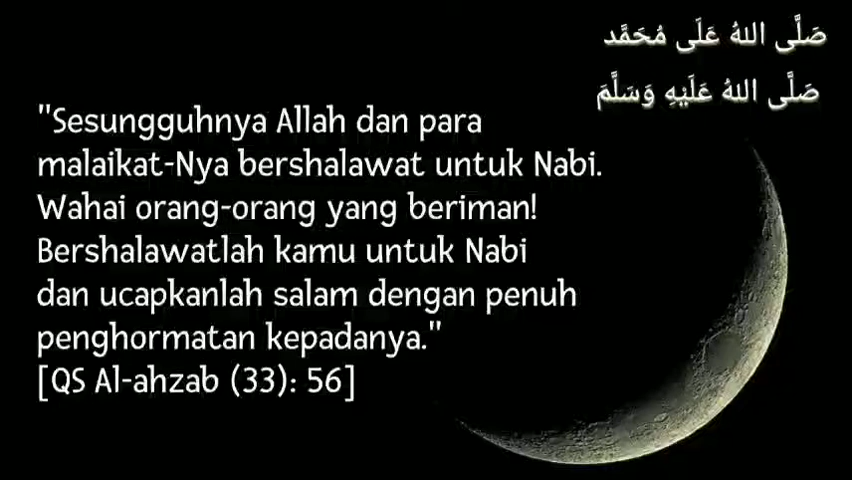 صَلَّى اللهُ عَلَى مُحَمَّد
صَلَّى اللهُ عَلَيْهِ وَسَلَّمَ
"Sesungguhnya Allah dan para
malaikat-Nya bershalawat untuk Nabi.
Wahai orang-orang yang beriman!
Bershalawatlah kamu untuk Nabi
dan ucapkanlah salam dengan penuh
penghormatan kepadanya."
[QS Al-ahzab (33): 56]